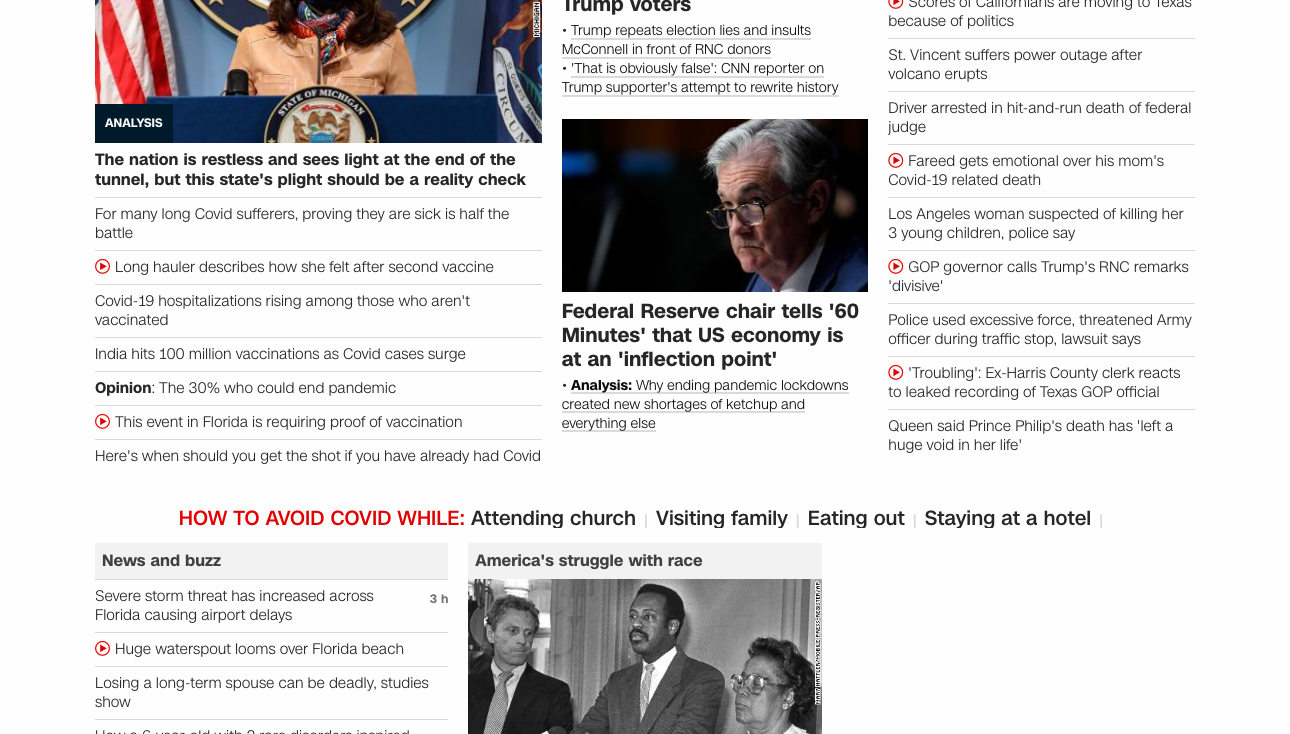 MICHIGAN
STATE OF MICHIGAN
CIRCUM
ANALYSIS
The nation is restless and sees light at the end of the
tunnel, but this state's plight should be a reality check
For many long Covid sufferers, proving they are sick is half the
battle
Long hauler describes how she felt after second vaccine
Covid-19 hospitalizations rising among those who aren't
vaccinated
India hits 100 million vaccinations as Covid cases surge
Opinion: The 30% who could end pandemic
This event in Florida is requiring proof of vaccination
Here's when should you get the shot if you have already had Covid
Trump voters
• Trump repeats election lies and insults
McConnell in front of RNC donors
• 'That is obviously false': CNN reporter on
Trump supporter's attempt to rewrite history
Federal Reserve chair tells '60
Minutes' that US economy is
at an 'inflection point'
• Analysis: Why ending pandemic lockdowns
created new shortages of ketchup and
everything else
Scores of Californians are moving to Texas
because of politics
St. Vincent suffers power outage after
volcano erupts
Driver arrested in hit-and-run death of federal
judge
Fareed gets emotional over his mom's
Covid-19 related death
Los Angeles woman suspected of killing her
3 young children, police say
GOP governor calls Trump's RNC remarks
'divisive'
Police used excessive force, threatened Army
officer during traffic stop, lawsuit says
'Troubling': Ex-Harris County clerk reacts
to leaked recording of Texas GOP official
Queen said Prince Philip's death has 'left a
huge void in her life'
HOW TO AVOID COVID WHILE: Attending church | Visiting family | Eating out | Staying at a hotel |
News and buzz
Severe storm threat has increased across
Florida causing airport delays
3 h
Huge waterspout looms over Florida beach
Losing a long-term spouse can be deadly, studies
show
How a 6-year-old with 2 rare disorders inspired
America's struggle with race